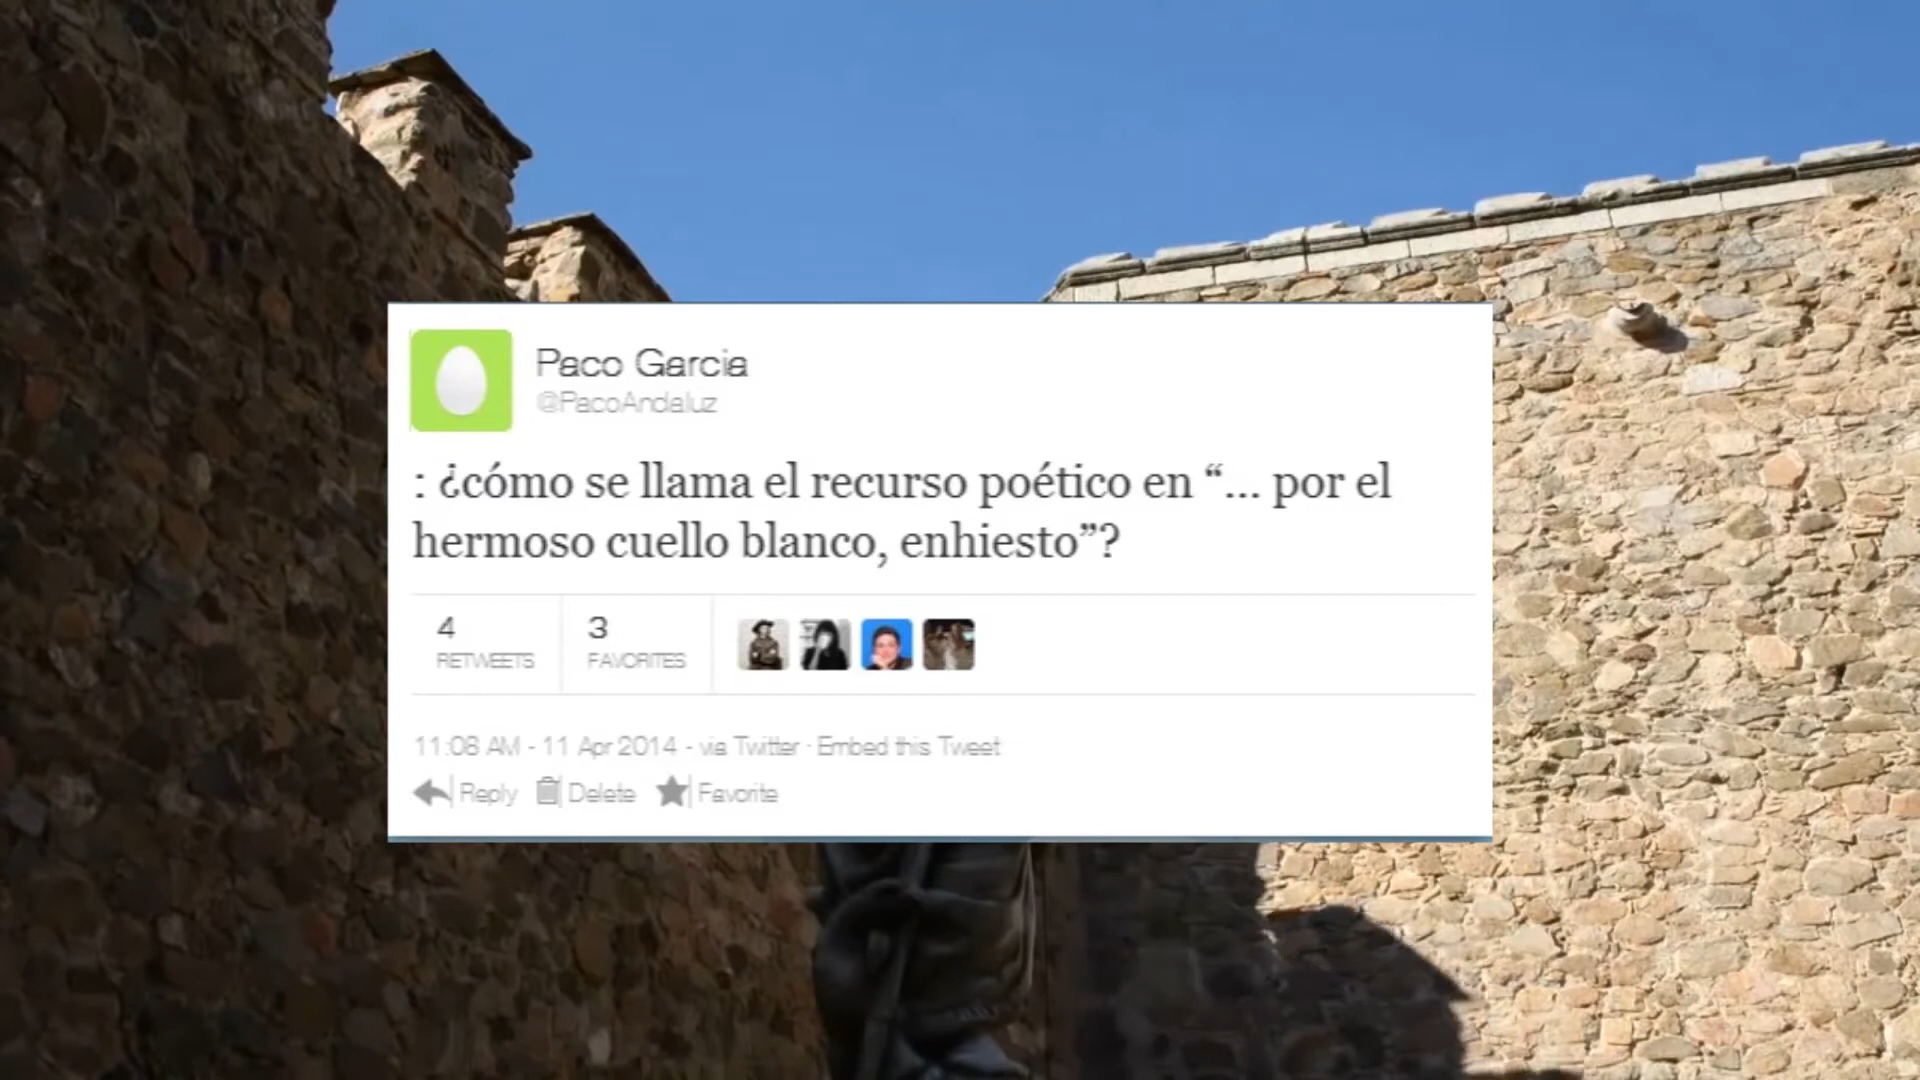 Paco Garcia
@PacoAndaluz
: ¿cómo se llama el recurso poético en “... por el
hermoso cuello blanco, enhiesto”?
4
RETWEETS
3
FAVORITES
11:08 AM - 11 Apr 2014 - via Twitter · Embed this Tweet
Reply Delete Favorite